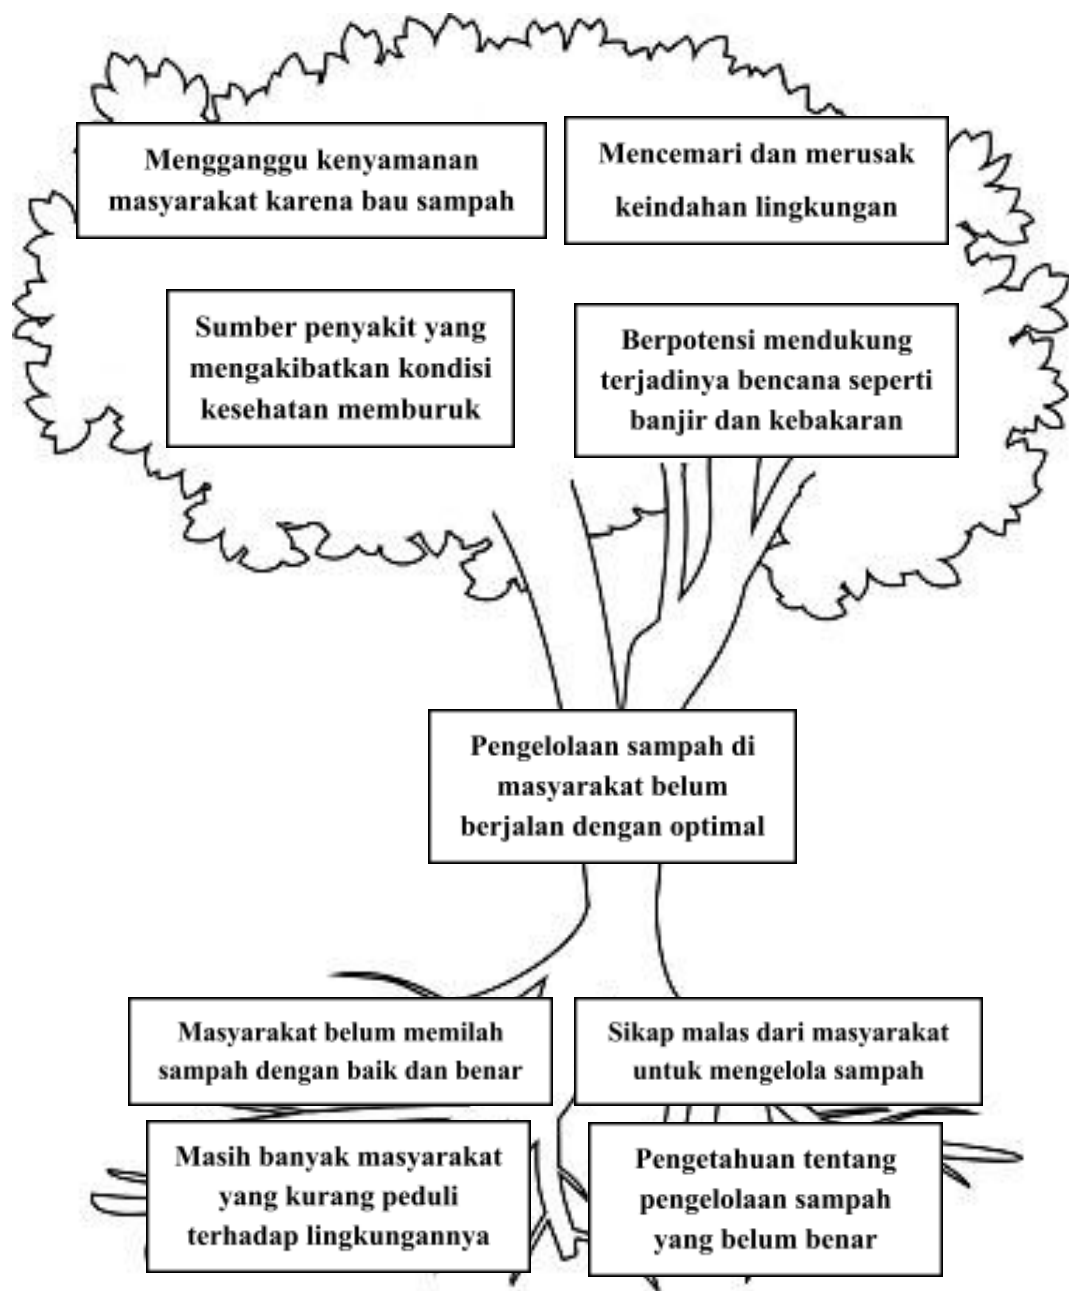 Mengganggu kenyamanan
masyarakat karena bau sampah
Mencemari dan merusak
keindahan lingkungan
Sumber penyakit yang
mengakibatkan kondisi
kesehatan memburuk
Berpotensi mendukung
terjadinya bencana seperti
banjir dan kebakaran
Pengelolaan sampah di
masyarakat belum
berjalan dengan optimal
Masyarakat belum memilah
sampah dengan baik dan benar
Sikap malas dari masyarakat
untuk mengelola sampah
Masih banyak masyarakat
yang kurang peduli
terhadap lingkungannya
Pengetahuan tentang
pengelolaan sampah
yang belum benar